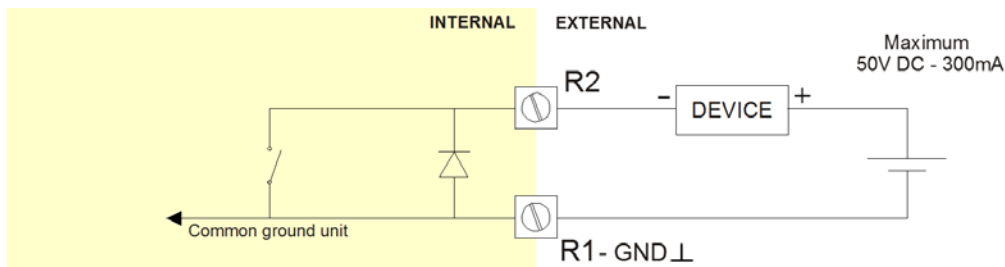 INTERNAL EXTERNAL
Maximum
50V DC - 300mA
R2
- DEVICE +
Common ground unit
R1- GND